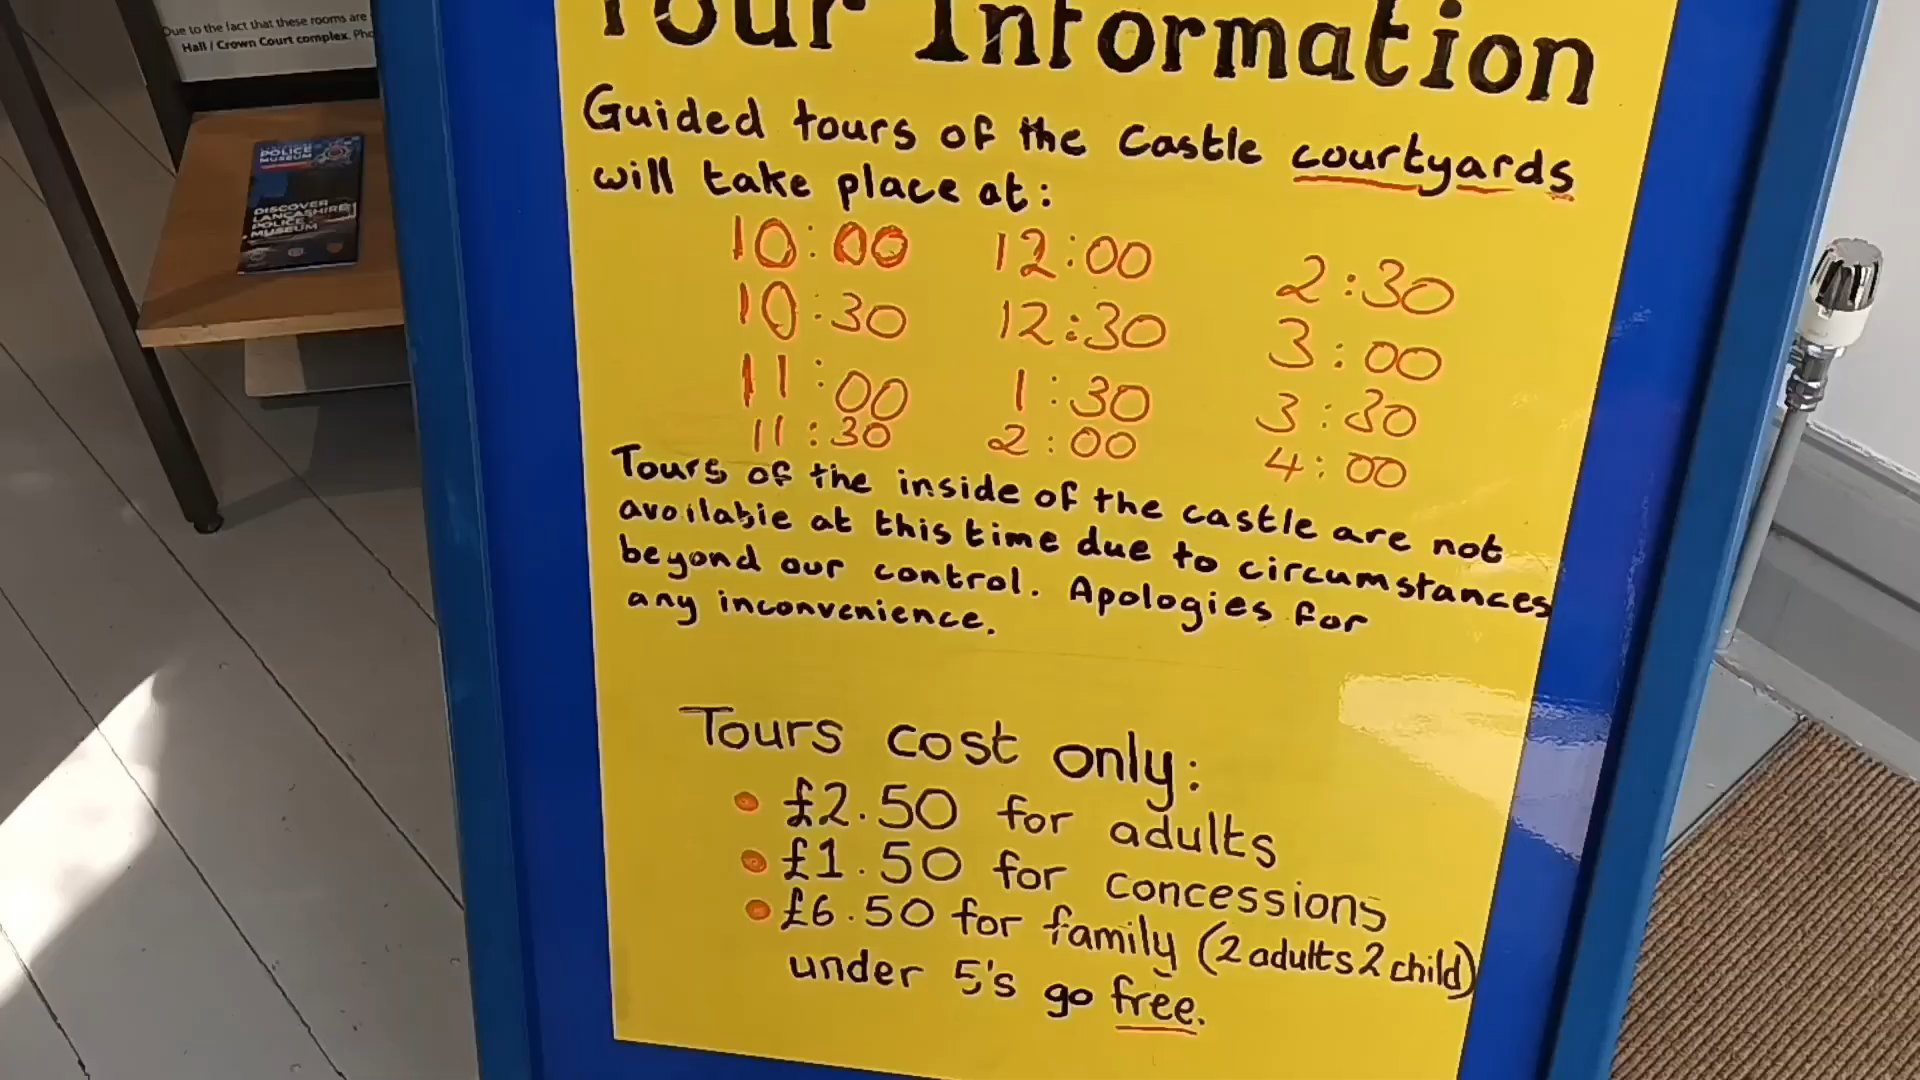 Due to the fact that these rooms are
Hall / Crown Court complex. Pho
POLICE
MUSEUM
DISCOVER
LANCASHIRE
POLICE
MUSEUM
Tour Information
Guided tours of the Castle courtyards
will take place at:
10:00 12:00 2:30
10:30 12:30 3:00
11:00 1:30 3:30
11:30 2:00 4:00
Tours of the inside of the castle are not
available at this time due to circumstances
beyond our control. Apologies for
any inconvenience.
Tours cost only:
• £2.50 for adults
• £1.50 for concessions
• £6.50 for family (2 adults 2 child)
under 5's go free.